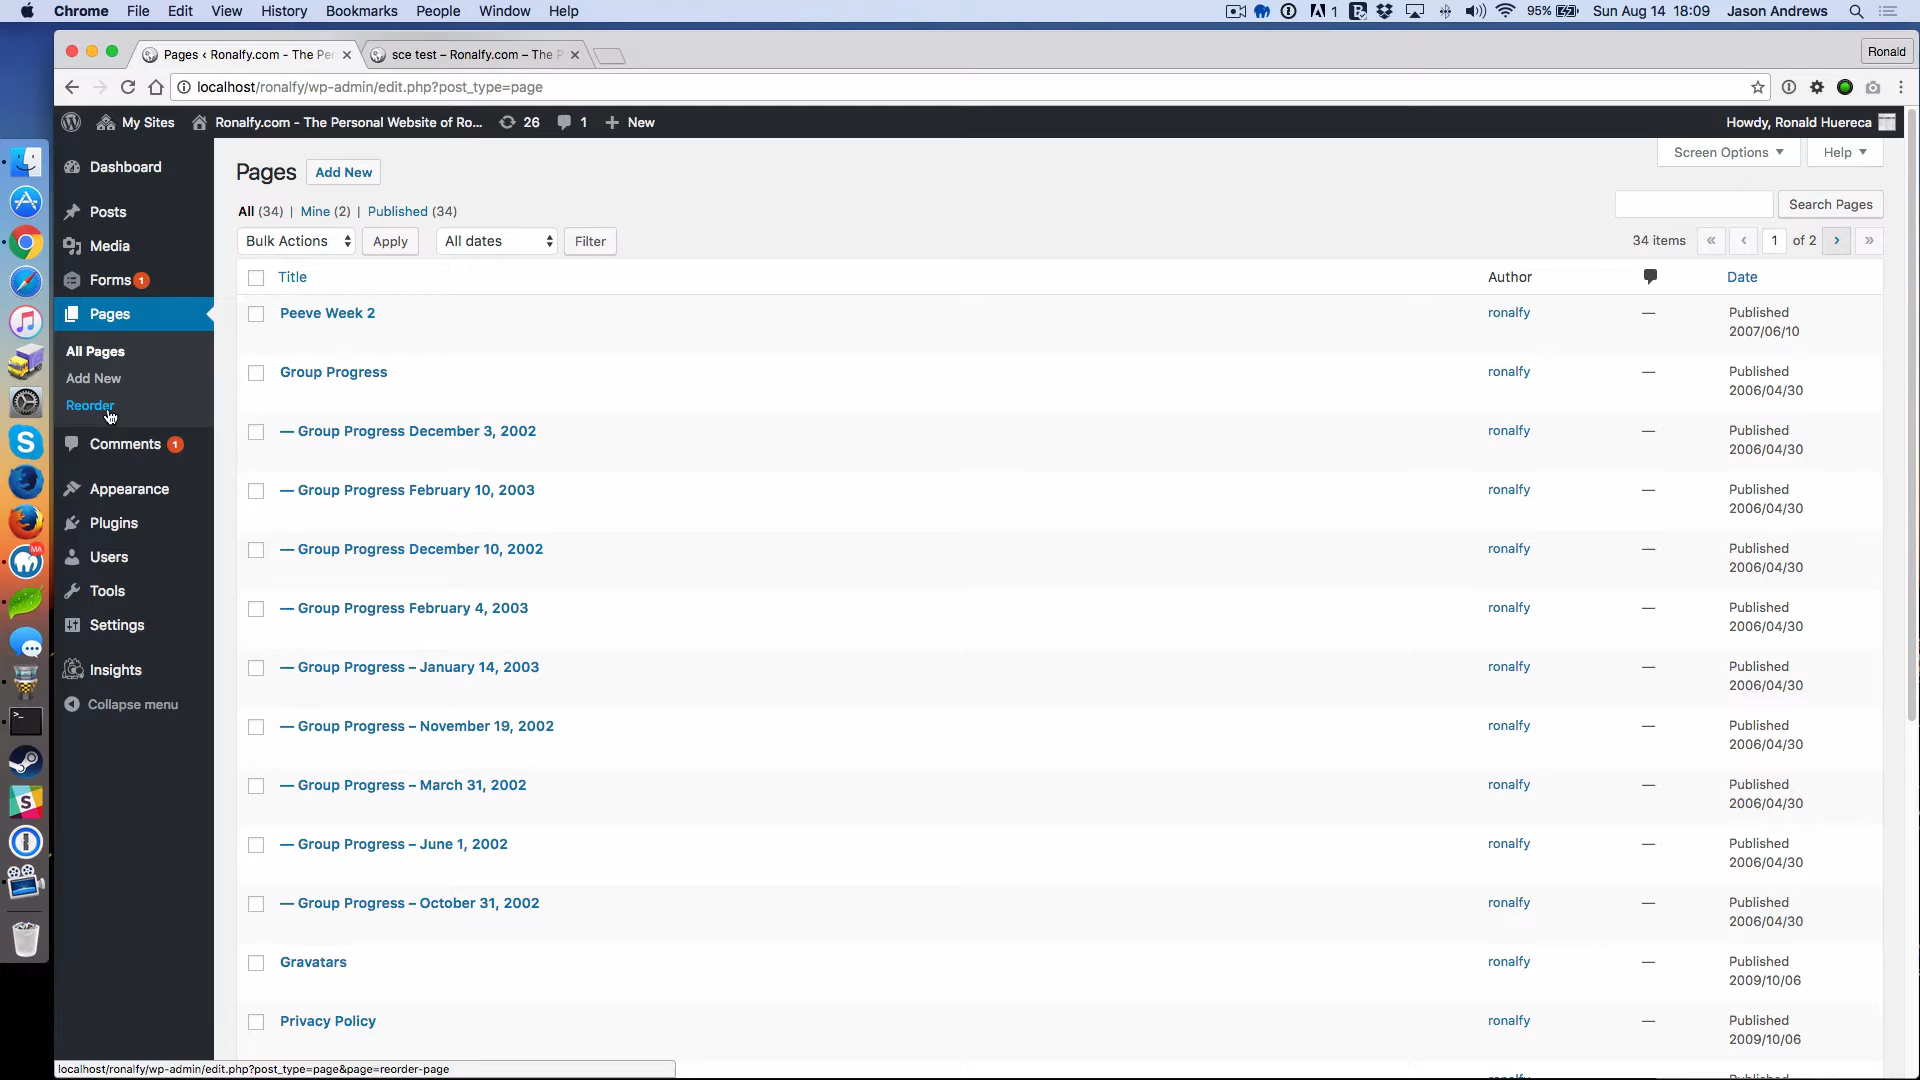 Chrome File Edit View History Bookmarks People Window Help 1 95% Sun Aug 14 18:09 Jason Andrews
Pages ‹ Ronalfy.com - The Per sce test – Ronalfy.com – The P Ronald
localhost/ronalfy/wp-admin/edit.php?post_type=page
My Sites Ronalfy.com - The Personal Website of Ro... 26 1 + New Howdy, Ronald Huereca
Dashboard
Posts
Media
Forms 1
Pages
All Pages
Add New
Reorder
Comments 1
Appearance
Plugins
Users
Tools
Settings
Insights
Collapse menu
Screen Options ▼ Help ▼
Pages Add New
All (34) | Mine (2) | Published (34)
Search Pages
Bulk Actions Apply All dates Filter
34 items « ‹ 1 of 2 › »
Title Author Date
Peeve Week 2 ronalfy — Published
2007/06/10
Group Progress ronalfy — Published
2006/04/30
— Group Progress December 3, 2002 ronalfy — Published
2006/04/30
— Group Progress February 10, 2003 ronalfy — Published
2006/04/30
— Group Progress December 10, 2002 ronalfy — Published
2006/04/30
— Group Progress February 4, 2003 ronalfy — Published
2006/04/30
— Group Progress – January 14, 2003 ronalfy — Published
2006/04/30
— Group Progress – November 19, 2002 ronalfy — Published
2006/04/30
— Group Progress – March 31, 2002 ronalfy — Published
2006/04/30
— Group Progress – June 1, 2002 ronalfy — Published
2006/04/30
— Group Progress – October 31, 2002 ronalfy — Published
2006/04/30
Gravatars ronalfy — Published
2009/10/06
Privacy Policy ronalfy — Published
2009/10/06
localhost/ronalfy/wp-admin/edit.php?post_type=page&page=reorder-page